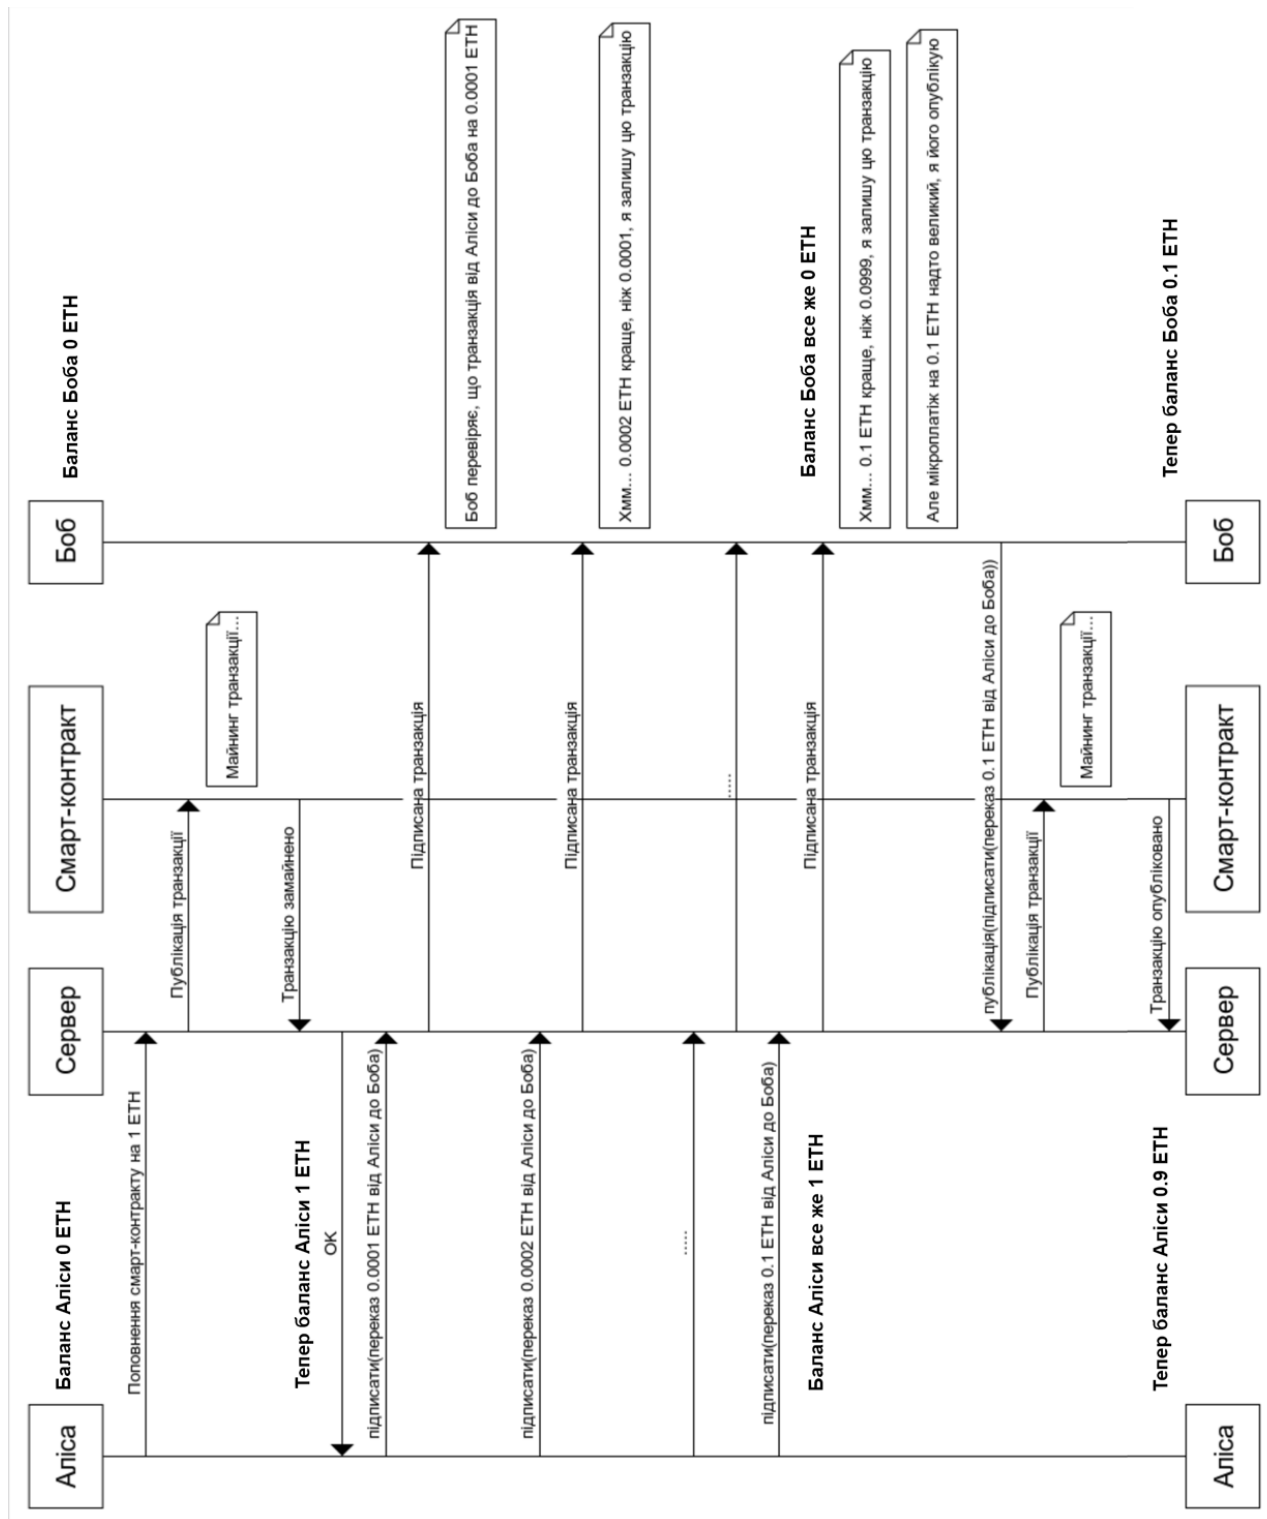 Аліса
Сервер
Смарт-контракт
Боб
Баланс Аліси 0 ETH
Баланс Боба 0 ETH
Поповнення смарт-контракту на 1 ETH
Публікація транзакції
Майнинг транзакції...
Транзакцію замайнено
Тепер баланс Аліси 1 ETH
OK
підписати(переказ 0.0001 ETH від Аліси до Боба)
Підписана транзакція
Боб перевіряє, що транзакція від Аліси до Боба на 0.0001 ETH
підписати(переказ 0.0002 ETH від Аліси до Боба)
Підписана транзакція
Хмм... 0.0002 ETH краще, ніж 0.0001, я залишу цю транзакцію
.....
.....
підписати(переказ 0.1 ETH від Аліси до Боба)
Підписана транзакція
Баланс Аліси все же 1 ETH
Баланс Боба все же 0 ETH
Хмм... 0.1 ETH краще, ніж 0.0999, я залишу цю транзакцію
Але мікроплатіж на 0.1 ETH надто великий, я його опублікую
публікація(підписати(переказ 0.1 ETH від Аліси до Боба))
Публікація транзакції
Майнинг транзакції...
Транзакцію опубліковано
Тепер баланс Аліси 0.9 ETH
Тепер баланс Боба 0.1 ETH
Аліса
Сервер
Смарт-контракт
Боб